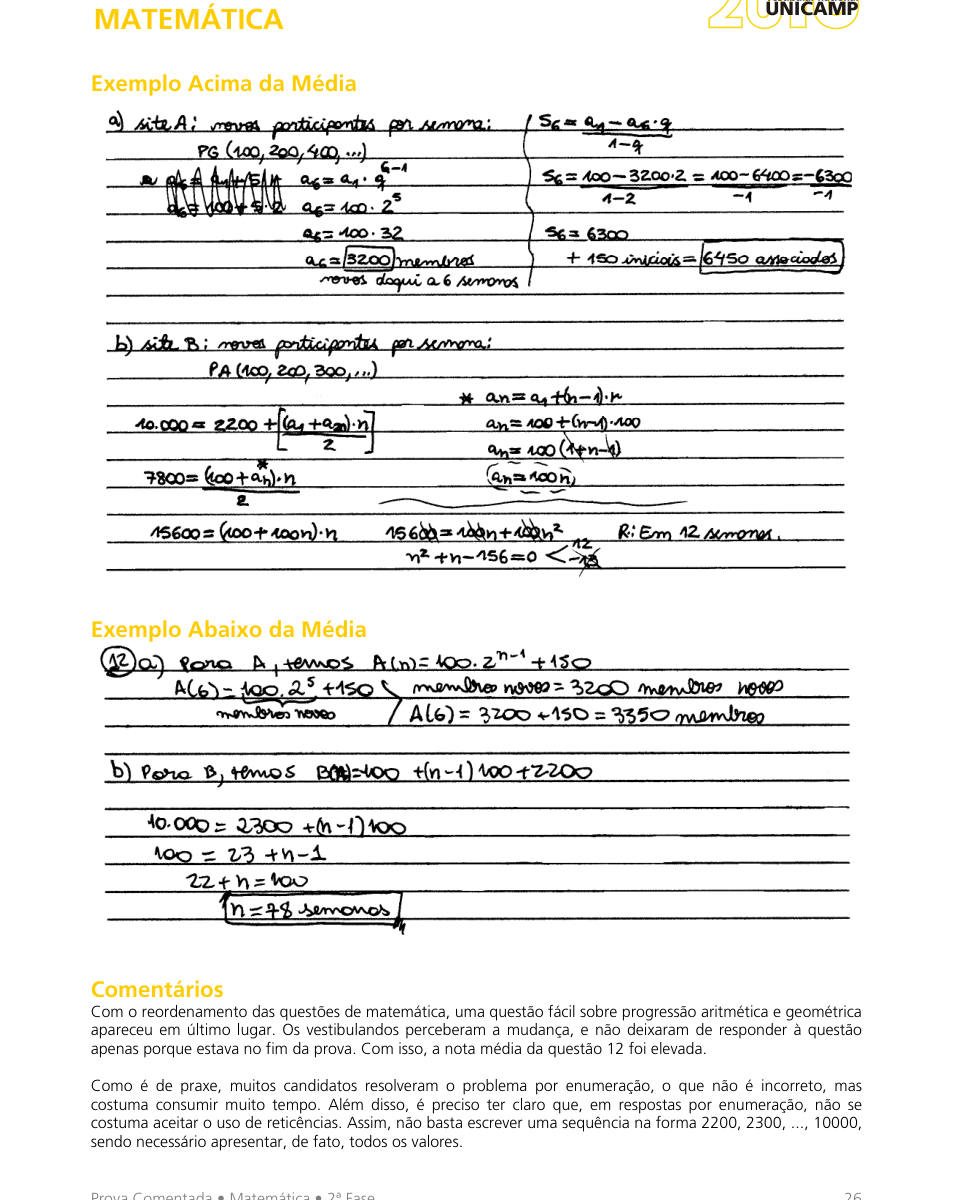 MATEMÁTICA
UNICAMP
Exemplo Acima da Média
a) site A: novos participantes por semana:
PG (100, 200, 400, ...)
a₆ = a₁ · q⁶⁻¹
a₆ = 100 · 2⁵
a₆ = 100 · 32
a₆ = 3200 membros
novos daqui a 6 semanas
S₆ = a₁ − a₆ · q / 1 − q
S₆ = 100 − 3200 · 2 / 1 − 2 = 100 − 6400 / −1 = −6300 / −1
S₆ = 6300
+ 150 iniciais = 6450 associados
b) site B: novos participantes por semana:
PA (100, 200, 300, ...)
10.000 = 2200 + [(a₁ + an) · n / 2]
7800 = (100 + an*) · n / 2
* an = a₁ + (n − 1) · r
an = 100 + (n − 1) · 100
an = 100 (1 + n − 1)
an = 100n
15600 = (100 + 100n) · n
15600 = 100n + 100n²
n² + n − 156 = 0 < 12
−13
R: Em 12 semanas.
Exemplo Abaixo da Média
12 a) Para A, temos A(n) = 100 · 2ⁿ⁻¹ + 150
A(6) = 100 · 2⁵ + 150
membros novos
membros novos = 3200 membros novos
A(6) = 3200 + 150 = 3350 membros
b) Para B, temos B(n) = 100 + (n − 1) 100 + 2200
10.000 = 2300 + (n − 1) 100
100 = 23 + n − 1
22 + n = 100
n = 78 semanas
Comentários
Com o reordenamento das questões de matemática, uma questão fácil sobre progressão aritmética e geométrica
apareceu em último lugar. Os vestibulandos perceberam a mudança, e não deixaram de responder à questão
apenas porque estava no fim da prova. Com isso, a nota média da questão 12 foi elevada.
Como é de praxe, muitos candidatos resolveram o problema por enumeração, o que não é incorreto, mas
costuma consumir muito tempo. Além disso, é preciso ter claro que, em respostas por enumeração, não se
costuma aceitar o uso de reticências. Assim, não basta escrever uma sequência na forma 2200, 2300, ..., 10000,
sendo necessário apresentar, de fato, todos os valores.
Prova Comentada • Matemática • 2ª Fase
26